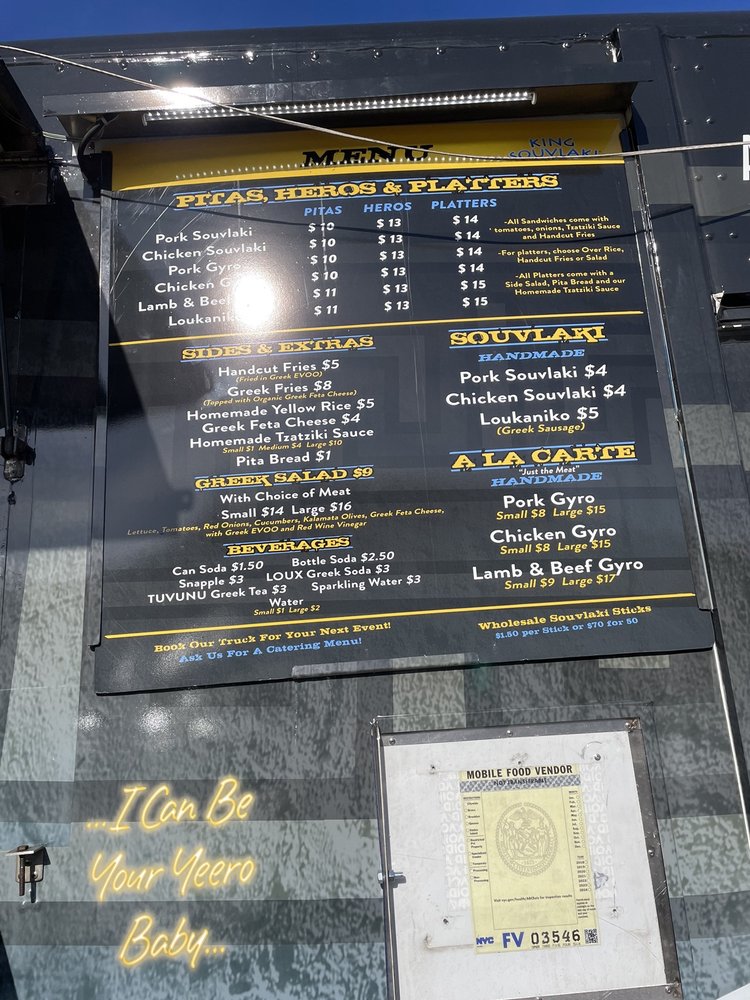 MENU
KING
SOUVLAKI
PITAS, HEROS & PLATTERS
PITAS HEROS PLATTERS
Pork Souvlaki $10 $13 $14
Chicken Souvlaki $10 $13 $14
Pork Gyro $10 $13 $14
Chicken $10 $13 $14
Lamb & Beef $11 $13 $15
$11 $13 $15
-All Sandwiches come with
tomatoes, onions, Tzatziki Sauce
and Handcut Fries
-For platters, choose Over Rice,
Handcut Fries or Salad
-All Platters come with a
Side Salad, Pita Bread and our
Homemade Tzatziki Sauce
SIDES & EXTRAS
Handcut Fries $5
(Fried in Greek EVOO)
Greek Fries $8
(Topped with Organic Greek Feta Cheese)
Homemade Yellow Rice $5
Greek Feta Cheese $4
Homemade Tzatziki Sauce
Small $1 Medium $4 Large $10
Pita Bread $1
GREEK SALAD $9
With Choice of Meat
Small $14 Large $16
Lettuce, Tomatoes, Red Onions, Cucumbers, Kalamata Olives, Greek Feta Cheese,
with Greek EVOO and Red Wine Vinegar
BEVERAGES
Can Soda $1.50 Bottle Soda $2.50
Snapple $3 LOUX Greek Soda $3
TUVUNU Greek Tea $3 Sparkling Water $3
Water
Small $1 Large $2
SOUVLAKI
HANDMADE
Pork Souvlaki $4
Chicken Souvlaki $4
Loukaniko $5
(Greek Sausage)
A LA CARTE
"Just the Meat"
HANDMADE
Pork Gyro
Small $8 Large $15
Chicken Gyro
Small $8 Large $15
Lamb & Beef Gyro
Small $9 Large $17
Book Our Truck For Your Next Event!
Ask Us For A Catering Menu!
Wholesale Souvlaki Sticks
$1.50 per Stick or $70 for 50
...I Can Be
Your Yeero
Baby...
MOBILE FOOD VENDOR
NOT TRANSFERABLE
NYC FV 03546